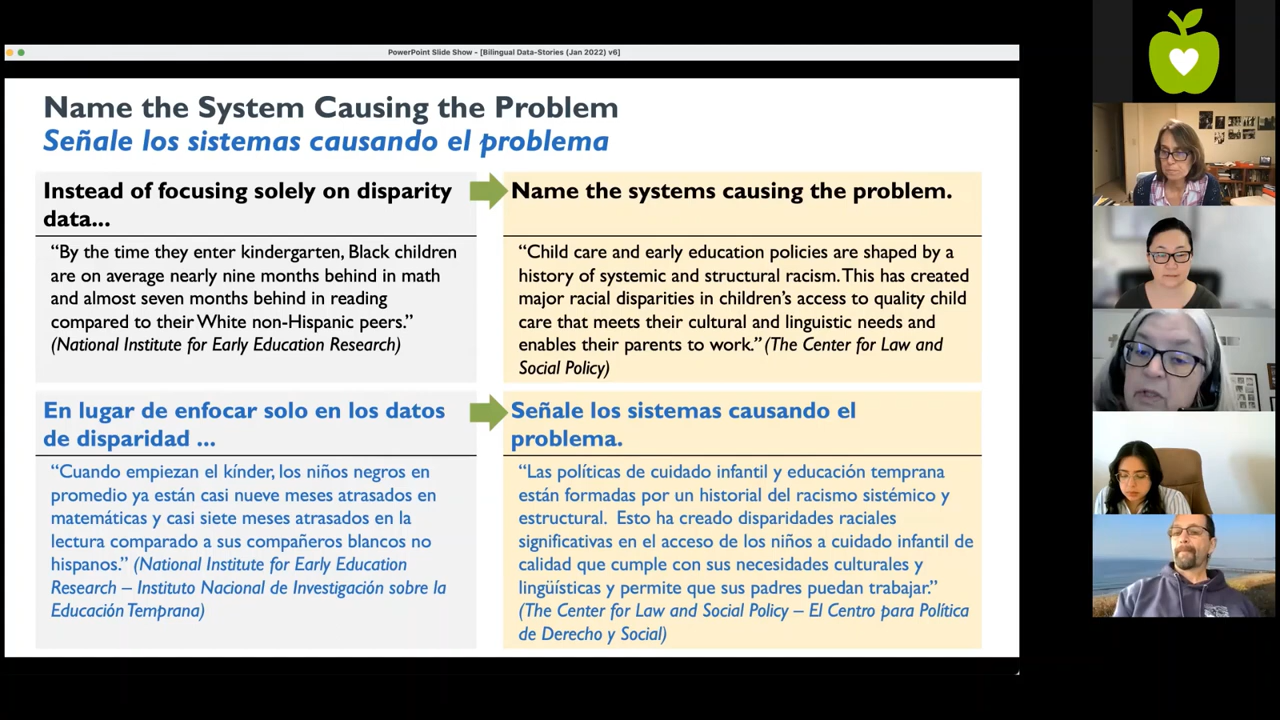 PowerPoint Slide Show - [Bilingual Data-Stories (Jan 2022) v6]
Name the System Causing the Problem
Señale los sistemas causando el problema
Instead of focusing solely on disparity
data...
“By the time they enter kindergarten, Black children
are on average nearly nine months behind in math
and almost seven months behind in reading
compared to their White non-Hispanic peers.”
(National Institute for Early Education Research)
Name the systems causing the problem.
“Child care and early education policies are shaped by a
history of systemic and structural racism. This has created
major racial disparities in children’s access to quality child
care that meets their cultural and linguistic needs and
enables their parents to work.” (The Center for Law and
Social Policy)
En lugar de enfocar solo en los datos
de disparidad ...
“Cuando empiezan el kínder, los niños negros en
promedio ya están casi nueve meses atrasados en
matemáticas y casi siete meses atrasados en la
lectura comparado a sus compañeros blancos no
hispanos.” (National Institute for Early Education
Research – Instituto Nacional de Investigación sobre la
Educación Temprana)
Señale los sistemas causando el
problema.
“Las políticas de cuidado infantil y educación temprana
están formadas por un historial del racismo sistémico y
estructural. Esto ha creado disparidades raciales
significativas en el acceso de los niños a cuidado infantil de
calidad que cumple con sus necesidades culturales y
lingüísticas y permite que sus padres puedan trabajar.”
(The Center for Law and Social Policy – El Centro para Política
de Derecho y Social)